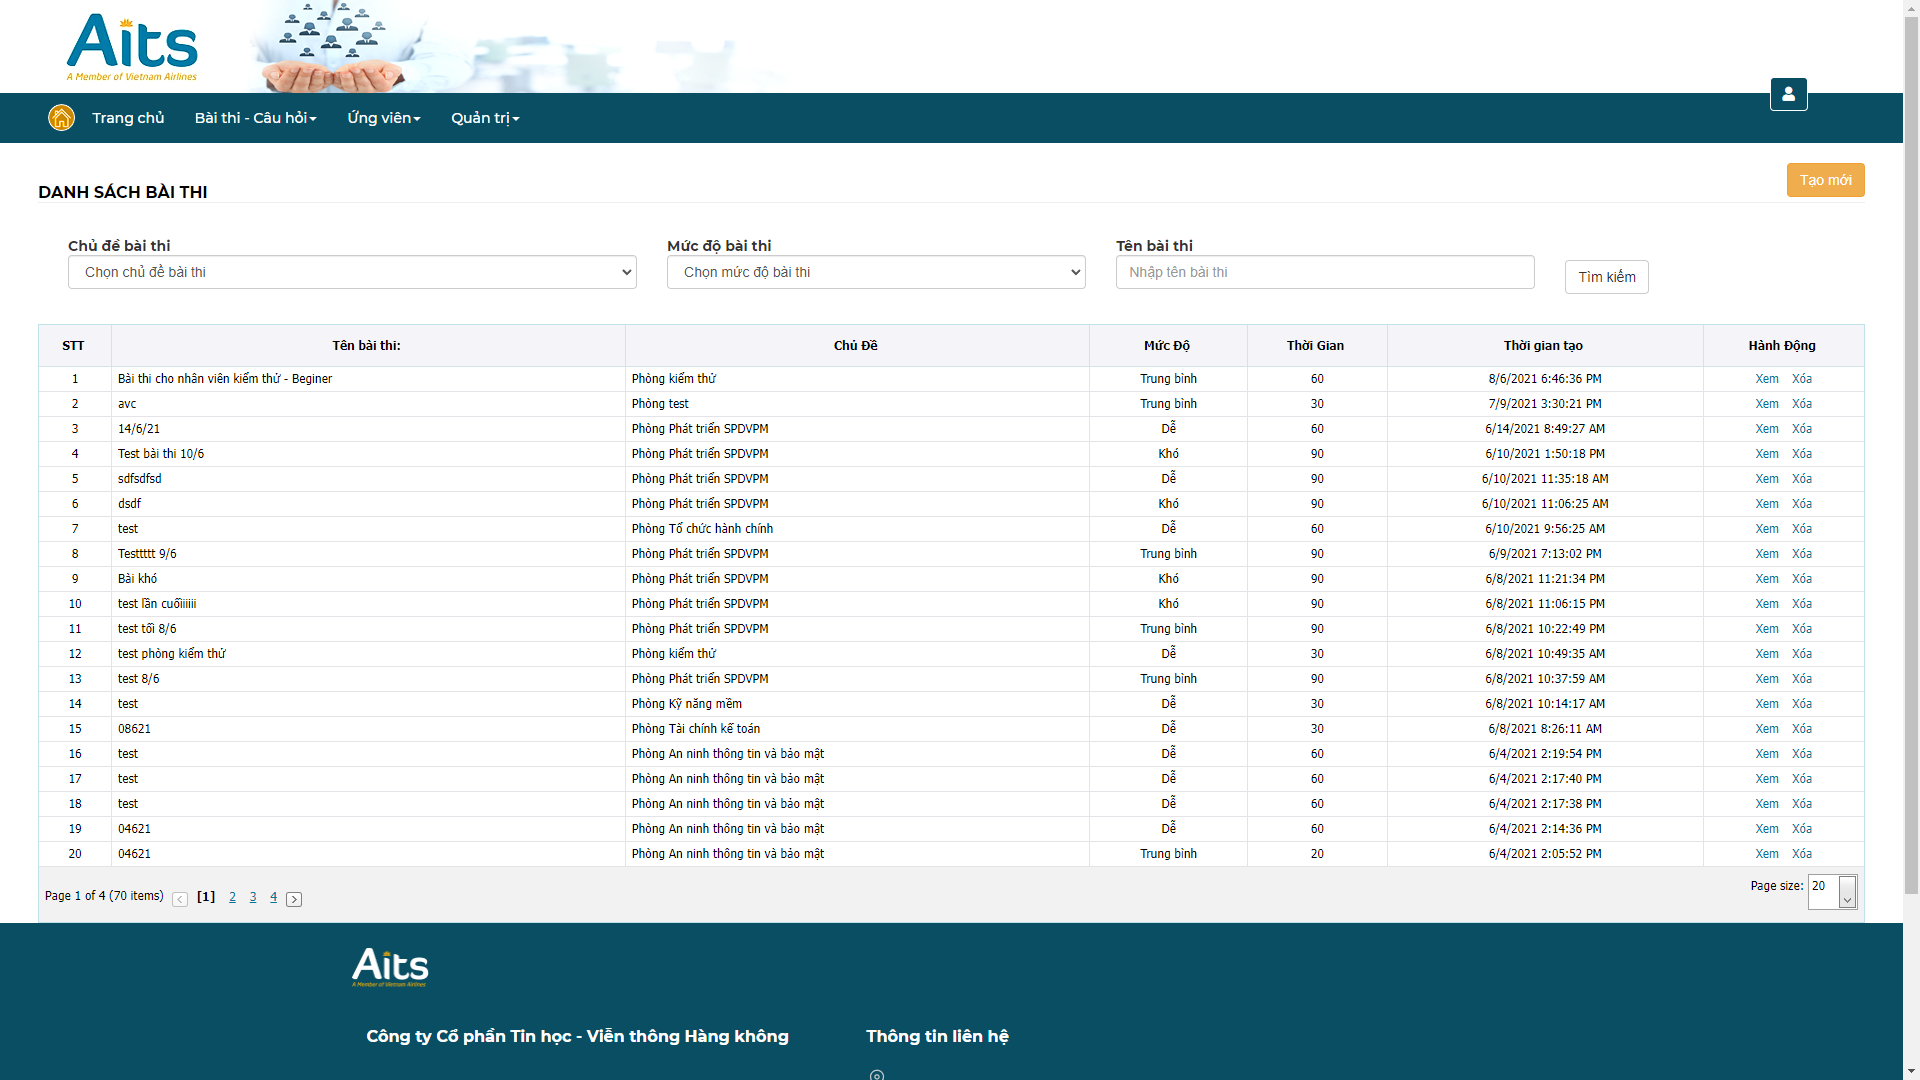 Aits
A Member of Vietnam Airlines
Trang chủ Bài thi - Câu hỏi Ứng viên Quản trị
Tạo mới
DANH SÁCH BÀI THI
Chủ đề bài thi Mức độ bài thi Tên bài thi
Chọn chủ đề bài thi Chọn mức độ bài thi Nhập tên bài thi Tìm kiếm
STT Tên bài thi: Chủ Đề Mức Độ Thời Gian Thời gian tạo Hành Động
1 Bài thi cho nhân viên kiểm thử - Beginer Phòng kiểm thử Trung bình 60 8/6/2021 6:46:36 PM Xem Xóa
2 avc Phòng test Trung bình 30 7/9/2021 3:30:21 PM Xem Xóa
3 14/6/21 Phòng Phát triển SPDVPM Dễ 60 6/14/2021 8:49:27 AM Xem Xóa
4 Test bài thi 10/6 Phòng Phát triển SPDVPM Khó 90 6/10/2021 1:50:18 PM Xem Xóa
5 sdfsdfsd Phòng Phát triển SPDVPM Dễ 90 6/10/2021 11:35:18 AM Xem Xóa
6 dsdf Phòng Phát triển SPDVPM Khó 90 6/10/2021 11:06:25 AM Xem Xóa
7 test Phòng Tổ chức hành chính Dễ 60 6/10/2021 9:56:25 AM Xem Xóa
8 Testtttt 9/6 Phòng Phát triển SPDVPM Trung bình 90 6/9/2021 7:13:02 PM Xem Xóa
9 Bài khó Phòng Phát triển SPDVPM Khó 90 6/8/2021 11:21:34 PM Xem Xóa
10 test lần cuốiiiiii Phòng Phát triển SPDVPM Khó 90 6/8/2021 11:06:15 PM Xem Xóa
11 test tối 8/6 Phòng Phát triển SPDVPM Trung bình 90 6/8/2021 10:22:49 PM Xem Xóa
12 test phòng kiểm thử Phòng kiểm thử Dễ 30 6/8/2021 10:49:35 AM Xem Xóa
13 test 8/6 Phòng Phát triển SPDVPM Trung bình 90 6/8/2021 10:37:59 AM Xem Xóa
14 test Phòng Kỹ năng mềm Dễ 30 6/8/2021 10:14:17 AM Xem Xóa
15 08621 Phòng Tài chính kế toán Dễ 30 6/8/2021 8:26:11 AM Xem Xóa
16 test Phòng An ninh thông tin và bảo mật Dễ 60 6/4/2021 2:19:54 PM Xem Xóa
17 test Phòng An ninh thông tin và bảo mật Dễ 60 6/4/2021 2:17:40 PM Xem Xóa
18 test Phòng An ninh thông tin và bảo mật Dễ 60 6/4/2021 2:17:38 PM Xem Xóa
19 04621 Phòng An ninh thông tin và bảo mật Dễ 60 6/4/2021 2:14:36 PM Xem Xóa
20 04621 Phòng An ninh thông tin và bảo mật Trung bình 20 6/4/2021 2:05:52 PM Xem Xóa
Page 1 of 4 (70 items) [1] 2 3 4 Page size: 20
Aits
A Member of Vietnam Airlines
Công ty Cổ phần Tin học - Viễn thông Hàng không Thông tin liên hệ